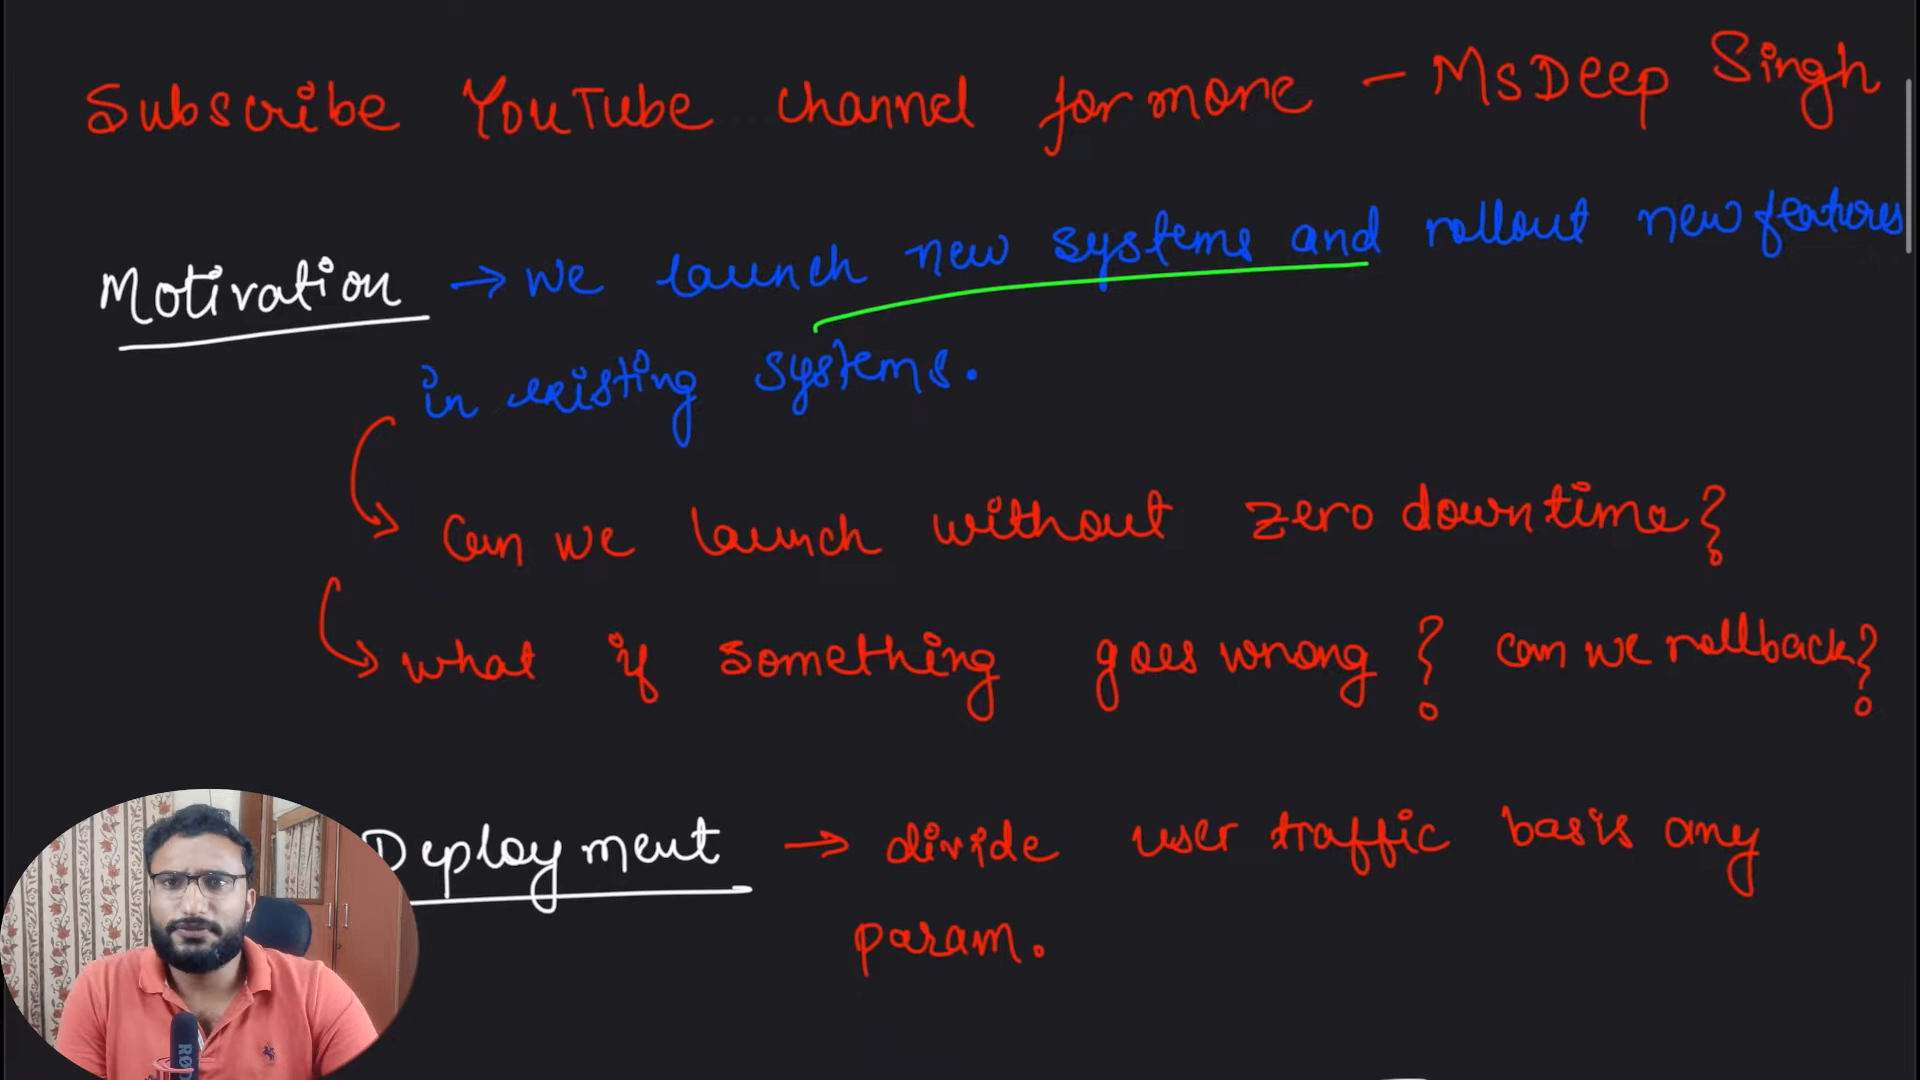 Subscribe YouTube channel for more - MsDeep Singh
Motivation → we launch new systems and rollout new features
in existing systems.
→ can we launch without zero downtime?
→ what if something goes wrong? can we rollback?
Deployment → divide user traffic basis any
param.
RØD